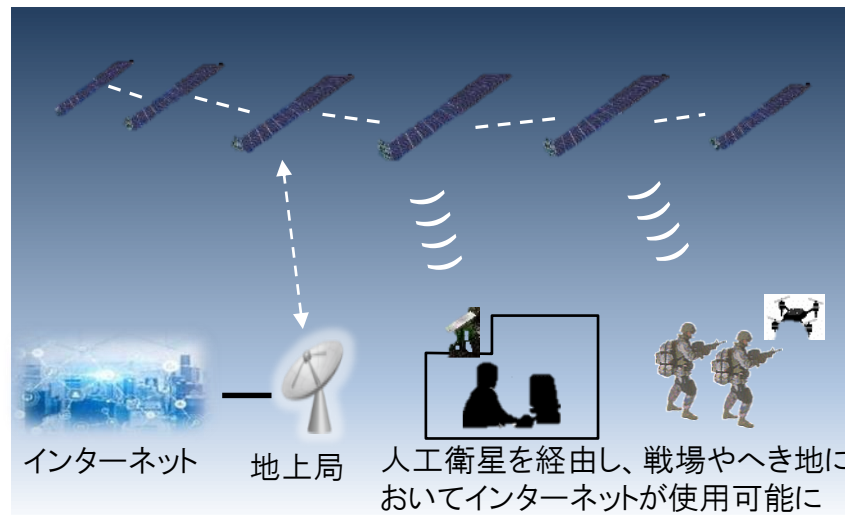 インターネット
地上局
人工衛星を経由し、戦場やへき地に
おいてインターネットが使用可能に